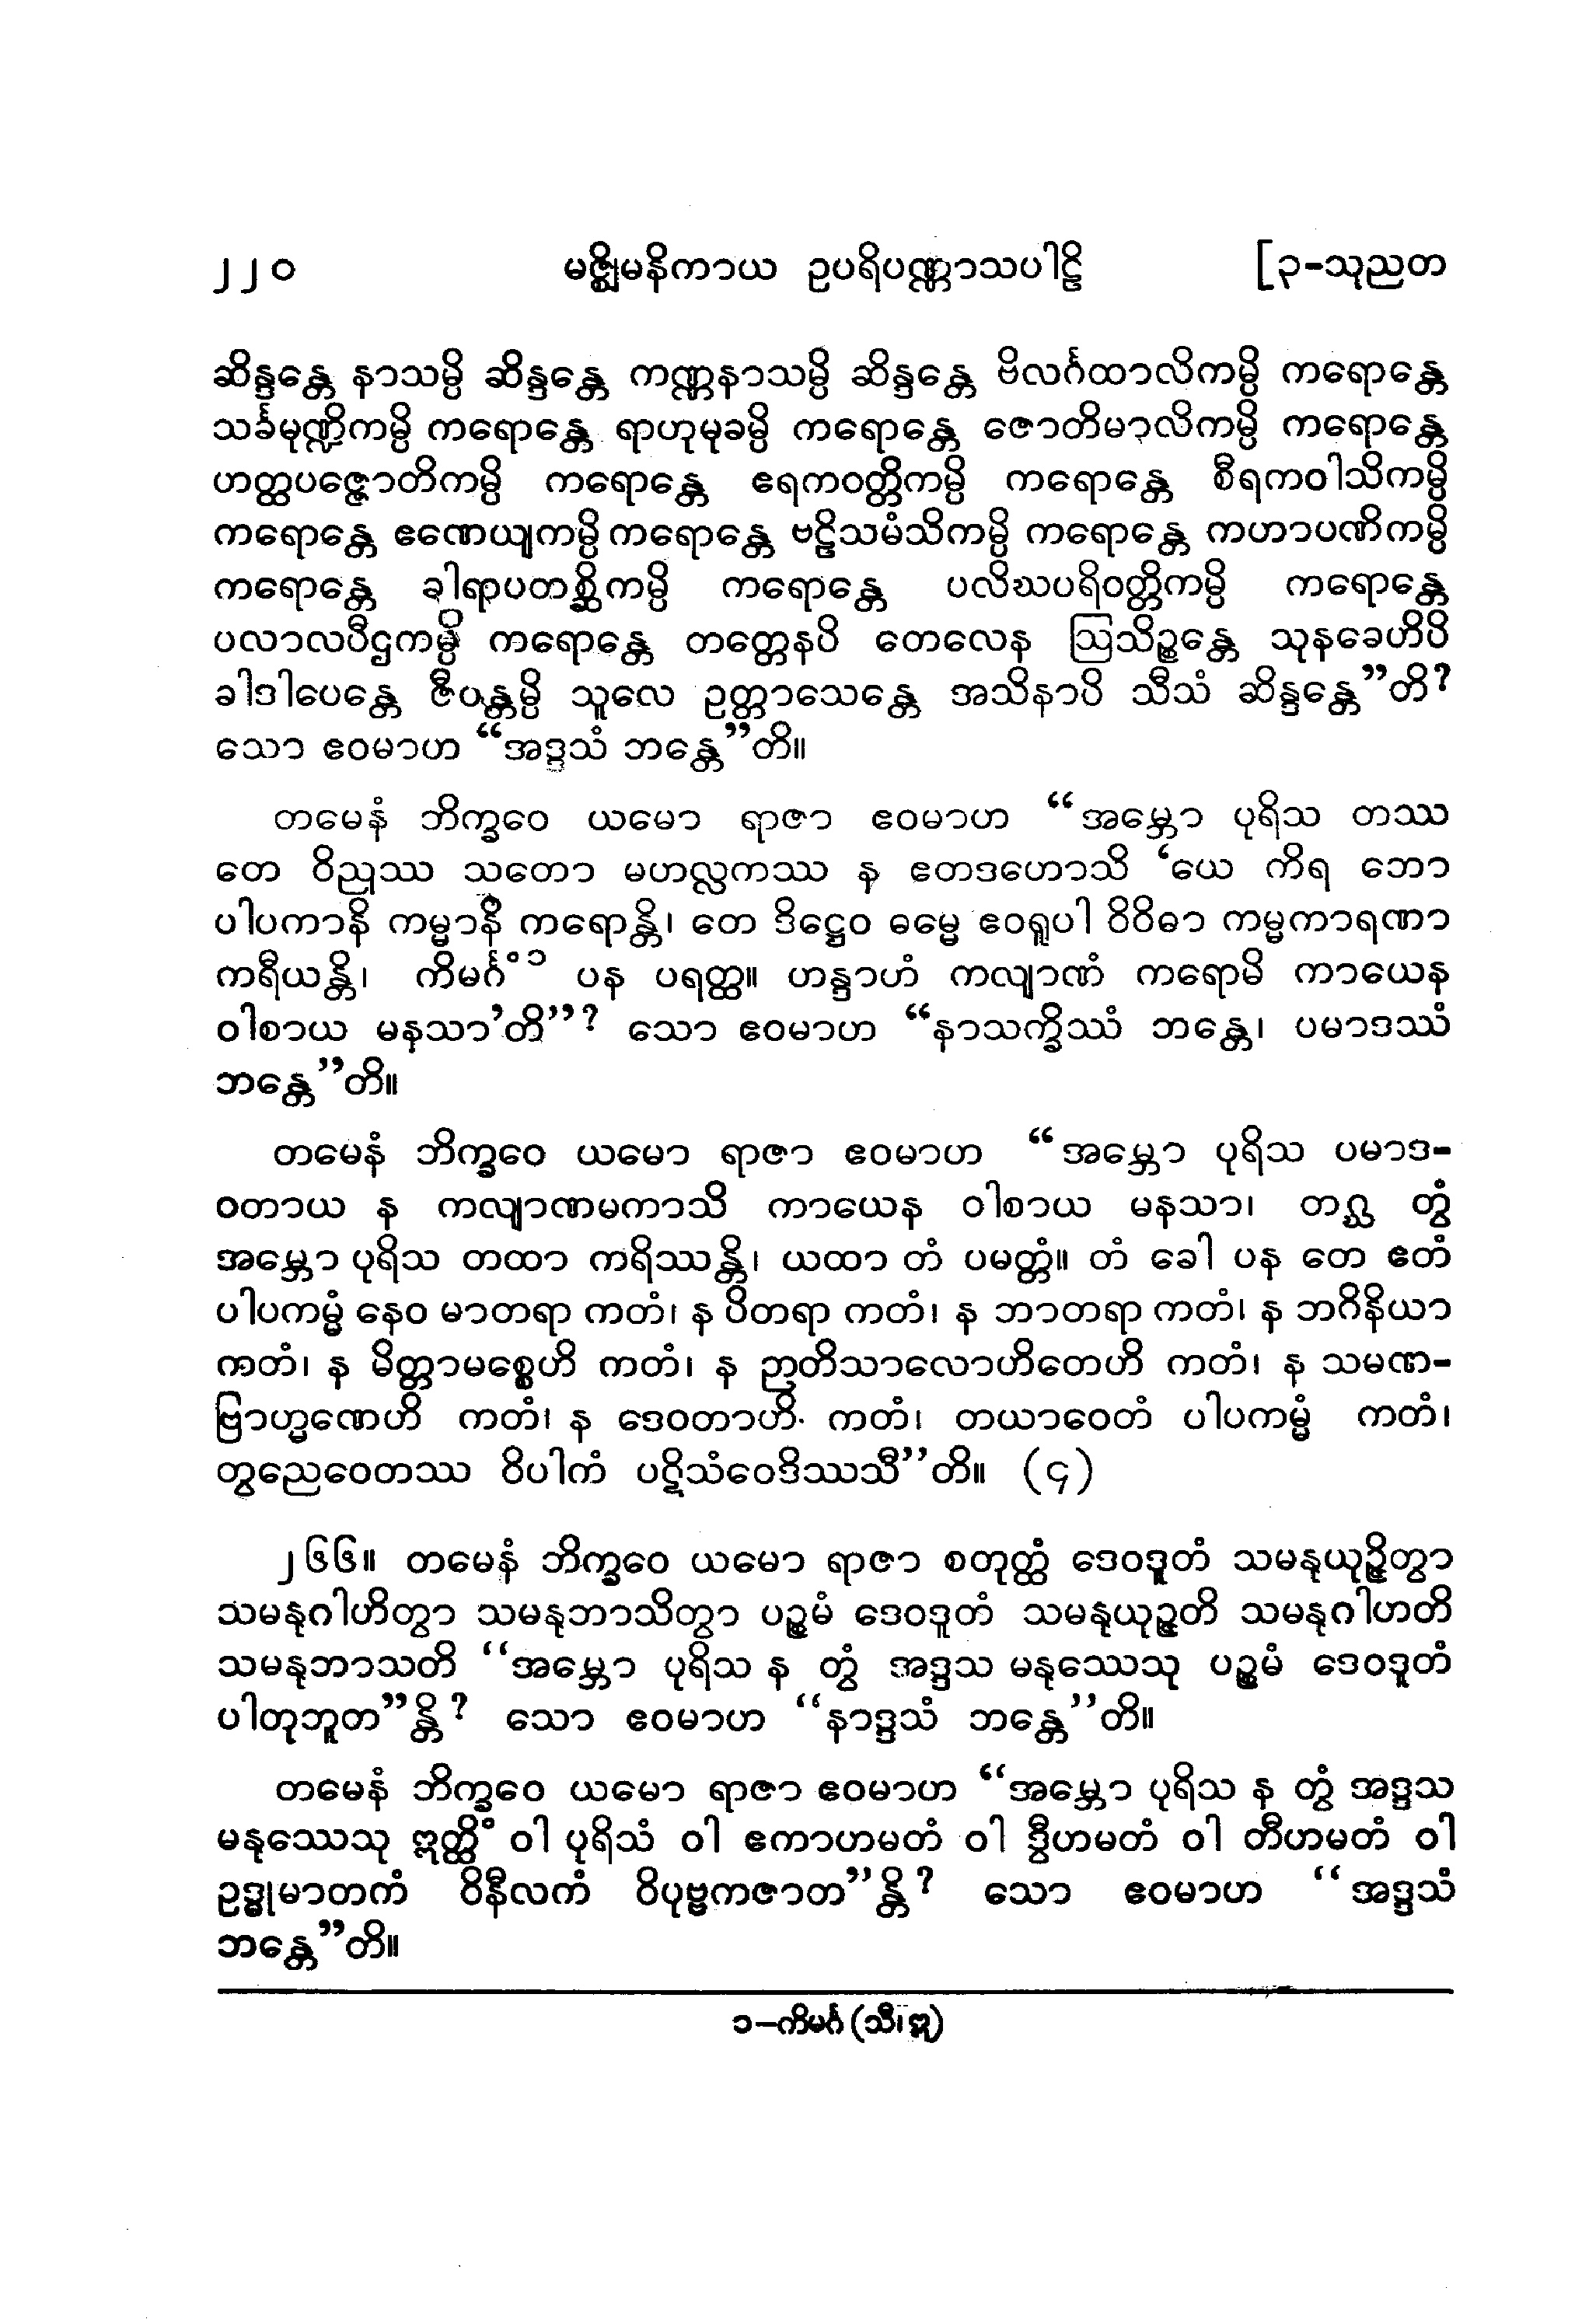 ၂၂၀ မဇ္ဈိမနိကာယ ဥပရိပဏ္ဏာသပါဠိ [၃-သုညတ
ဆိန္ဒန္တေ နာသမ္ပိ ဆိန္ဒန္တေ ကဏ္ဏနာသမ္ပိ ဆိန္ဒန္တေ ဗိလင်္ဂထာလိကမ္ပိ ကရောန္တေ
သင်္ခမုဏ္ဍိကမ္ပိ ကရောန္တေ ရာဟုမုခမ္ပိ ကရောန္တေ ဇောတိမာလိကမ္ပိ ကရောန္တေ
ဟတ္ထပဇ္ဇောတိကမ္ပိ ကရောန္တေ ဧရကဝတ္တိကမ္ပိ ကရောန္တေ စီရကဝါသိကမ္ပိ
ကရောန္တေ ဧဏေယျကမ္ပိ ကရောန္တေ ဗဠိသမံသိကမ္ပိ ကရောန္တေ ကဟာပဏိကမ္ပိ
ကရောန္တေ ခါရာပတစ္ဆိကမ္ပိ ကရောန္တေ ပလိဃပရိဝတ္တိကမ္ပိ ကရောန္တေ
ပလာလပီဌကမ္ပိ ကရောန္တေ တတ္တေနပိ တေလေန ဩသိဉ္စန္တေ သုနခေဟိပိ
ခါဒါပေန္တေ ဇီဝန္တမ္ပိ သူလေ ဥတ္တာသေန္တေ အသိနာပိ သီသံ ဆိန္ဒန္တေ”တိ?
သော ဧဝမာဟ “အဒ္ဒသံ ဘန္တေ”တိ။
တမေနံ ဘိက္ခဝေ ယမော ရာဇာ ဧဝမာဟ “အမ္ဘော ပုရိသ တဿ
တေ ဝိညုဿ သတော မဟလ္လကဿ န ဧတဒဟောသိ ‘ယေ ကိရ ဘော
ပါပကာနိ ကမ္မာနိ ကရောန္တိ၊ တေ ဒိဋ္ဌေဝ ဓမ္မေ ဧဝရူပါ ဝိဝိဓာ ကမ္မကာရဏာ
ကရီယန္တိ၊ ကိမင်္ဂံ၁ ပန ပရတ္ထ။ ဟန္ဒာဟံ ကလျာဏံ ကရောမိ ကာယေန
ဝါစာယ မနသာ’တိ”? သော ဧဝမာဟ “နာသက္ခိဿံ ဘန္တေ၊ ပမာဒဿံ
ဘန္တေ”တိ။
တမေနံ ဘိက္ခဝေ ယမော ရာဇာ ဧဝမာဟ “အမ္ဘော ပုရိသ ပမာဒ-
ဝတာယ န ကလျာဏမကာသိ ကာယေန ဝါစာယ မနသာ၊ တဂ္ဃ တွံ
အမ္ဘော ပုရိသ တထာ ကရိဿန္တိ၊ ယထာ တံ ပမတ္တံ။ တံ ခေါ ပန တေ ဧတံ
ပါပကမ္မံ နေဝ မာတရာ ကတံ၊ န ပိတရာ ကတံ၊ န ဘာတရာ ကတံ၊ န ဘဂိနိယာ
ကတံ၊ န မိတ္တာမစ္စေဟိ ကတံ၊ န ဉာတိသာလောဟိတေဟိ ကတံ၊ န သမဏ-
ဗြာဟ္မဏေဟိ ကတံ၊ န ဒေဝတာဟိ ကတံ၊ တယာဝေတံ ပါပကမ္မံ ကတံ၊
တွညေဝေတဿ ဝိပါကံ ပဋိသံဝေဒိဿသီ”တိ။ (၄)
၂၆၆။ တမေနံ ဘိက္ခဝေ ယမော ရာဇာ စတုတ္ထံ ဒေဝဒူတံ သမနုယုဉ္ဇိတွာ
သမနုဂါဟိတွာ သမနုဘာသိတွာ ပဉ္စမံ ဒေဝဒူတံ သမနုယုဉ္ဇတိ သမနုဂါဟတိ
သမနုဘာသတိ “အမ္ဘော ပုရိသ န တွံ အဒ္ဒသ မနုဿေသု ပဉ္စမံ ဒေဝဒူတံ
ပါတုဘူတ”န္တိ? သော ဧဝမာဟ “နာဒ္ဒသံ ဘန္တေ”တိ။
တမေနံ ဘိက္ခဝေ ယမော ရာဇာ ဧဝမာဟ “အမ္ဘော ပုရိသ န တွံ အဒ္ဒသ
မနုဿေသု ဣတ္ထိံ ဝါ ပုရိသံ ဝါ ဧကာဟမတံ ဝါ ဒွီဟမတံ ဝါ တီဟမတံ ဝါ
ဥဒ္ဓုမာတကံ ဝိနီလကံ ဝိပုဗ္ဗကဇာတ”န္တိ? သော ဧဝမာဟ “အဒ္ဒသံ
ဘန္တေ”တိ။
၁−ကိမင်္ဂ (သီ၊ ဣ)